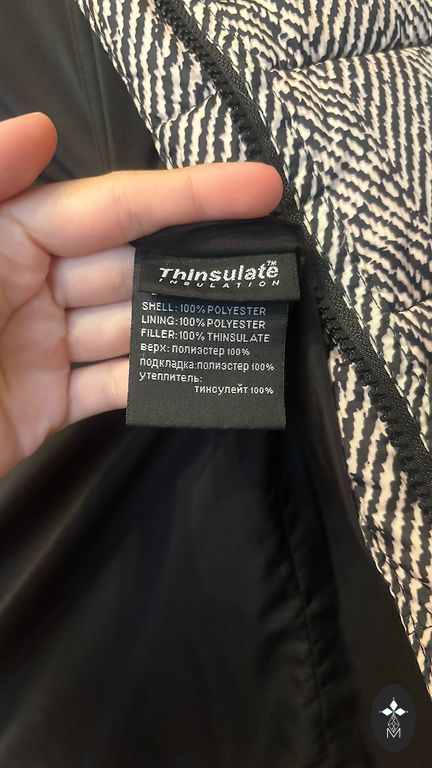 Thinsulate™
INSULATION
SHELL: 100% POLYESTER
LINING: 100% POLYESTER
FILLER: 100% THINSULATE
верх: полиэстер 100%
подкладка:полиэстер 100%
утеплитель:
тинсулейт 100%
M